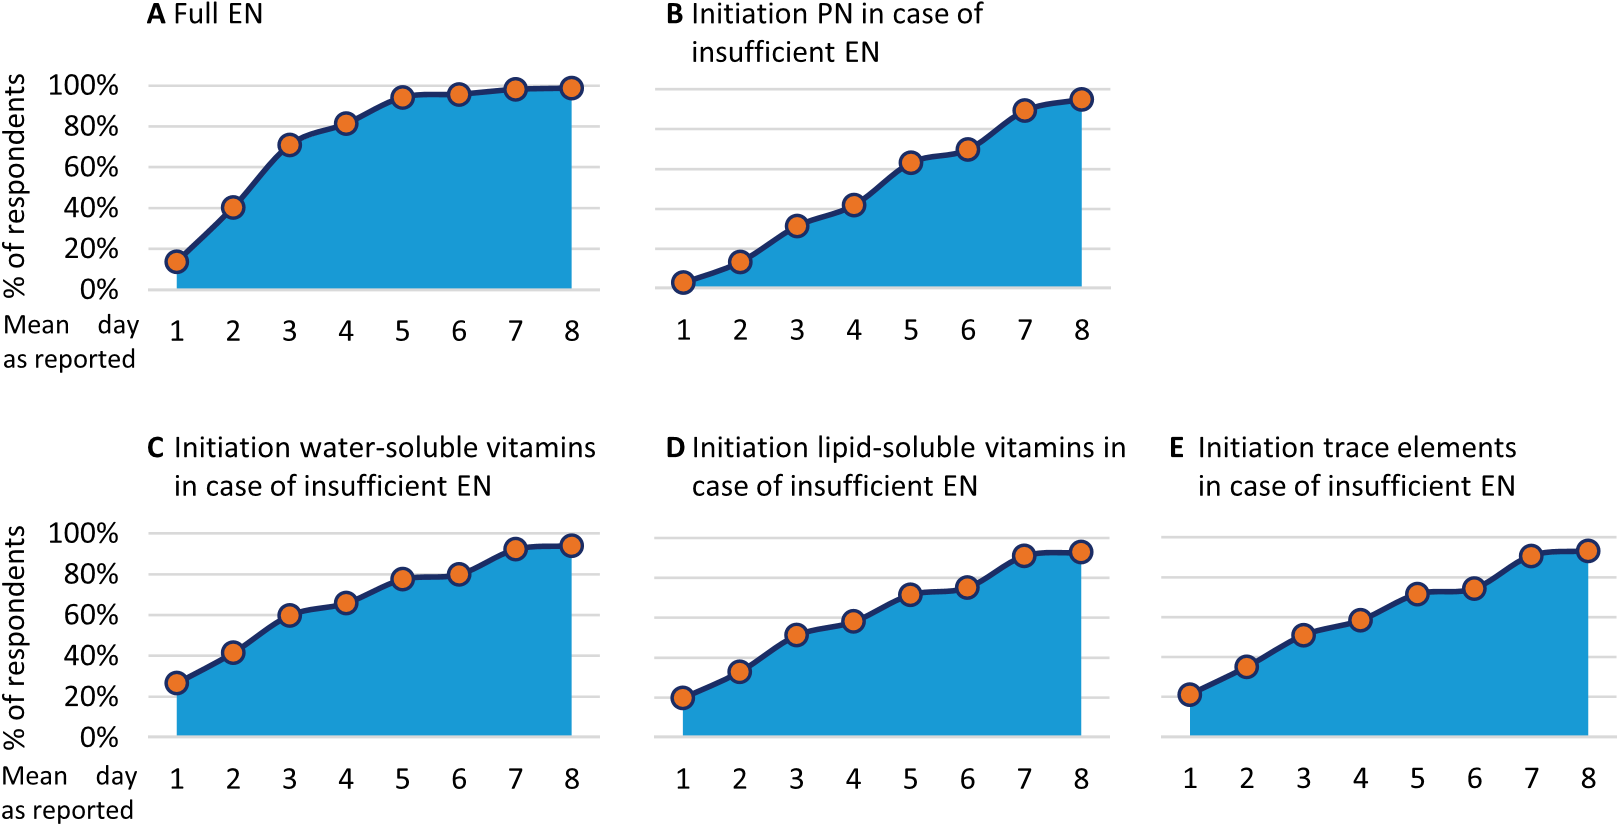 A Full EN
B Initiation PN in case of
insufficient EN
% of respondents
100%
80%
60%
40%
20%
0%
Mean day
as reported
1 2 3 4 5 6 7 8
1 2 3 4 5 6 7 8
C Initiation water-soluble vitamins
in case of insufficient EN
D Initiation lipid-soluble vitamins in
case of insufficient EN
E Initiation trace elements
in case of insufficient EN
% of respondents
100%
80%
60%
40%
20%
0%
Mean day
as reported
1 2 3 4 5 6 7 8
1 2 3 4 5 6 7 8
1 2 3 4 5 6 7 8